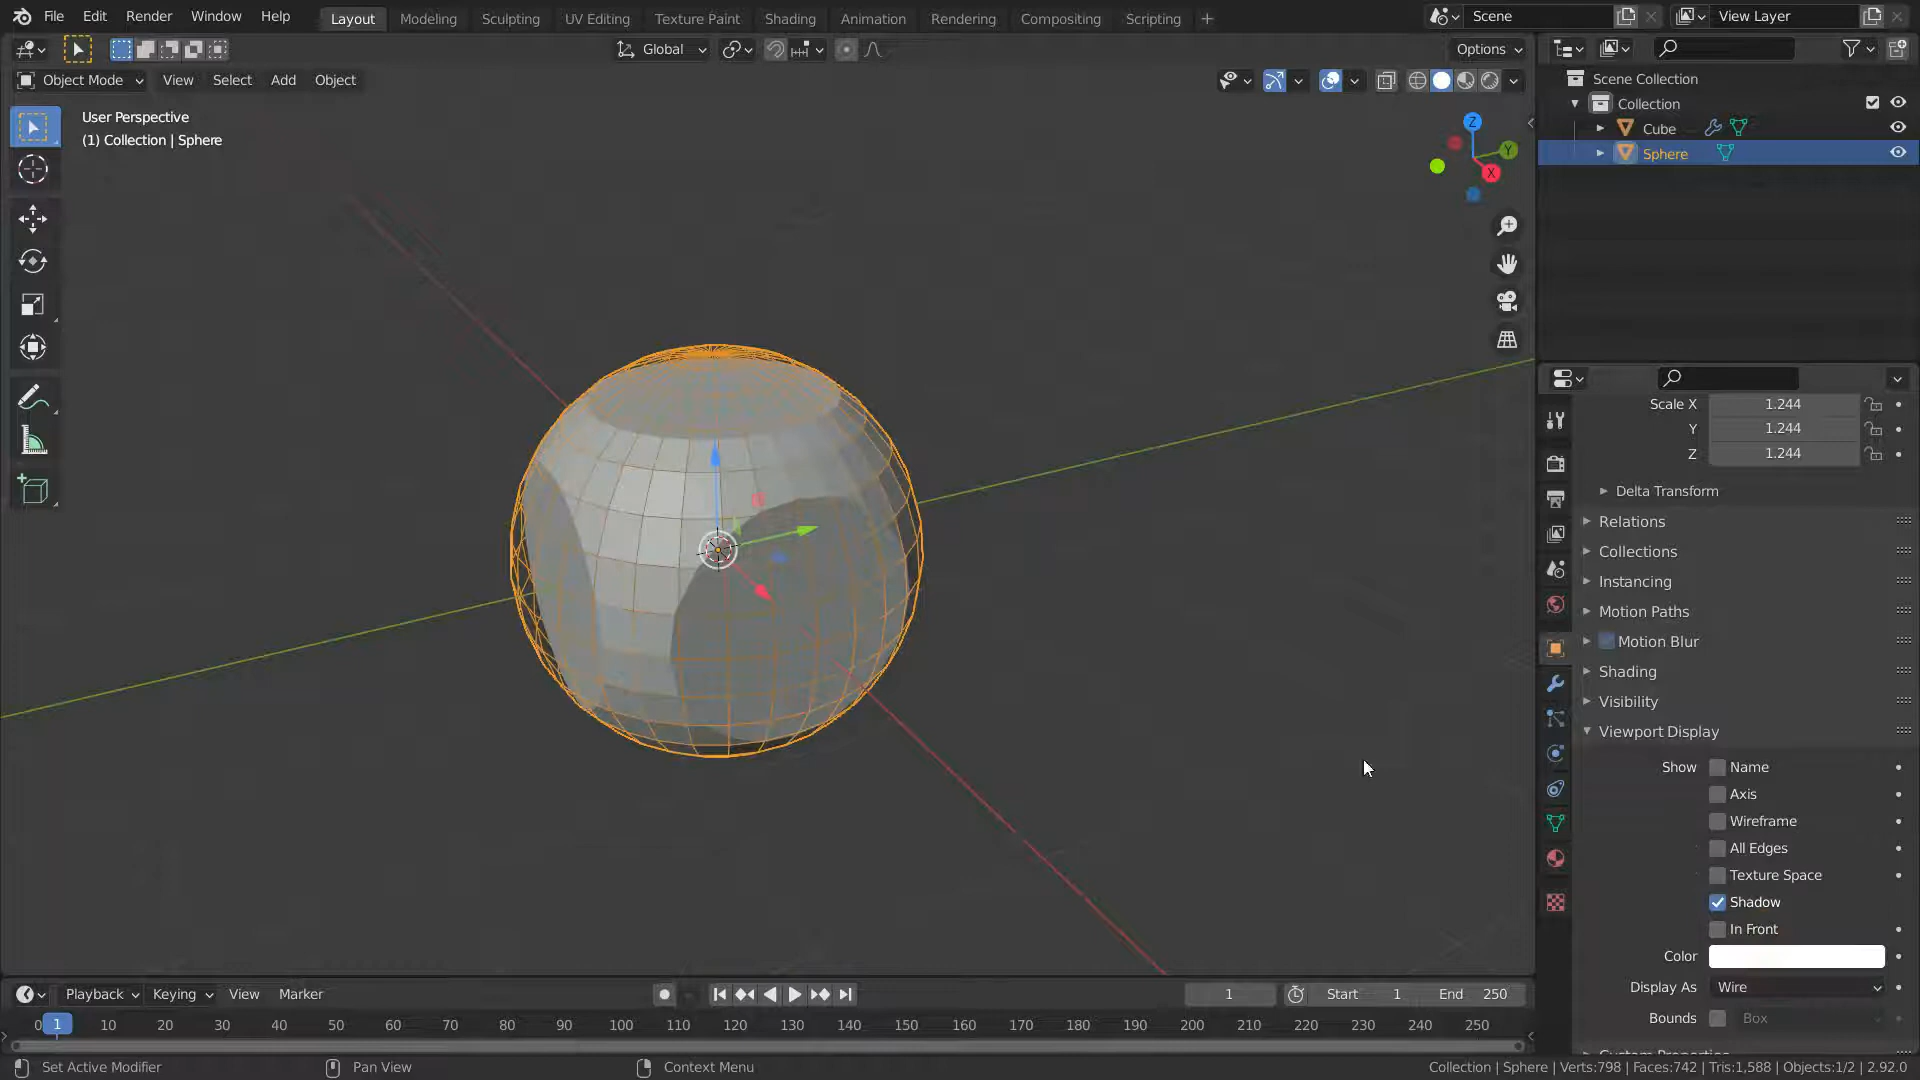 File Edit Render Window Help
Layout Modeling Sculpting UV Editing Texture Paint Shading Animation Rendering Compositing Scripting +
Scene
View Layer
Global
Options
Object Mode View Select Add Object
User Perspective
(1) Collection | Sphere
Z
Y
X
Scene Collection
Collection
Cube
Sphere
Scale X 1.244
Y 1.244
Z 1.244
Delta Transform
Relations
Collections
Instancing
Motion Paths
Motion Blur
Shading
Visibility
Viewport Display
Show Name
Axis
Wireframe
All Edges
Texture Space
Shadow
In Front
Color
Display As Wire
Bounds Box
Custom Properties
Playback Keying View Marker
1 Start 1 End 250
0 1 10 20 30 40 50 60 70 80 90 100 110 120 130 140 150 160 170 180 190 200 210 220 230 240 250
Set Active Modifier Pan View Context Menu
Collection | Sphere | Verts:798 | Faces:742 | Tris:1,588 | Objects:1/2 | 2.92.0